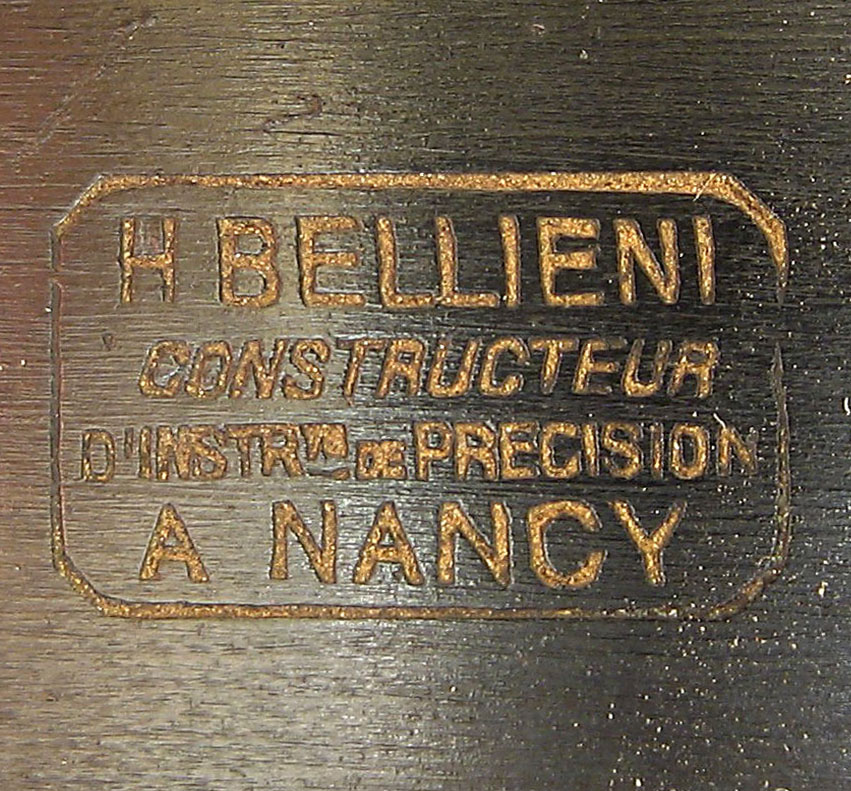 H BELLIENI
CONSTRUCTEUR
D'INSTRTS DE PRECISION
A NANCY